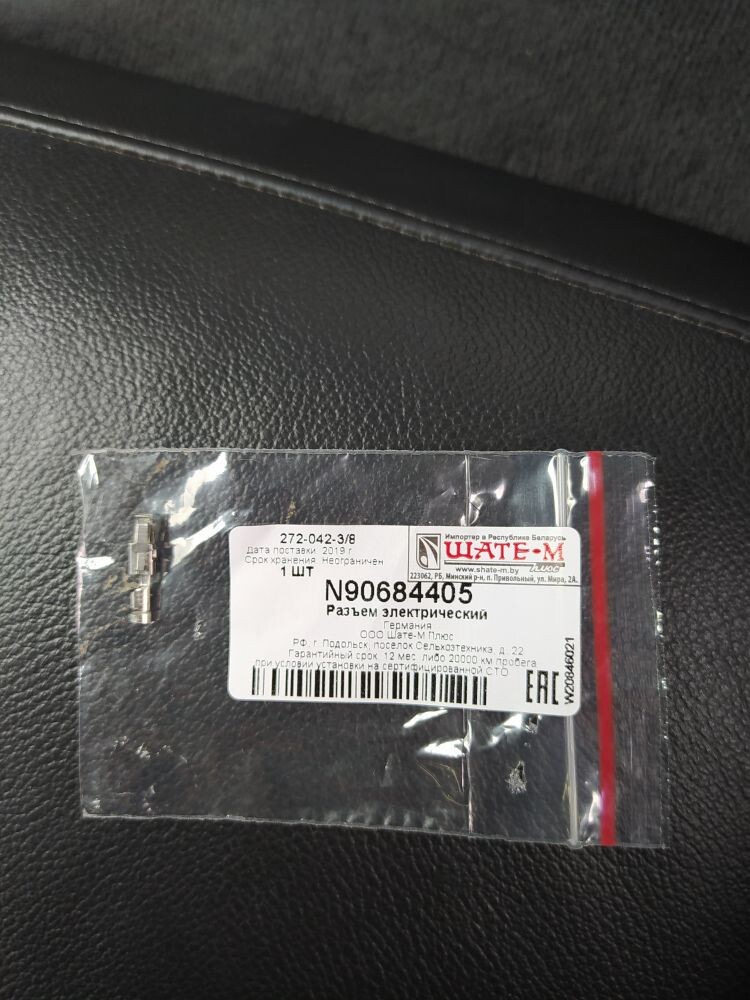 272-042-3/8
Дата поставки 2019 г
Срок хранения: Неограничен
1 ШТ
Импортер в Республике Беларусь
ШАТЕ-М
плюс
www.shate-m.by
223062, РБ, Минский р-н, п. Привольный, ул. Мира, 2А.
N90684405
Разъем электрический
Германия
ООО Шате-М Плюс
РФ, г. Подольск, поселок Сельхозтехника, д. 22
Гарантийный срок: 12 мес. либо 20000 км пробега
при условии установки на сертифицированной СТО
EAC
W20846021